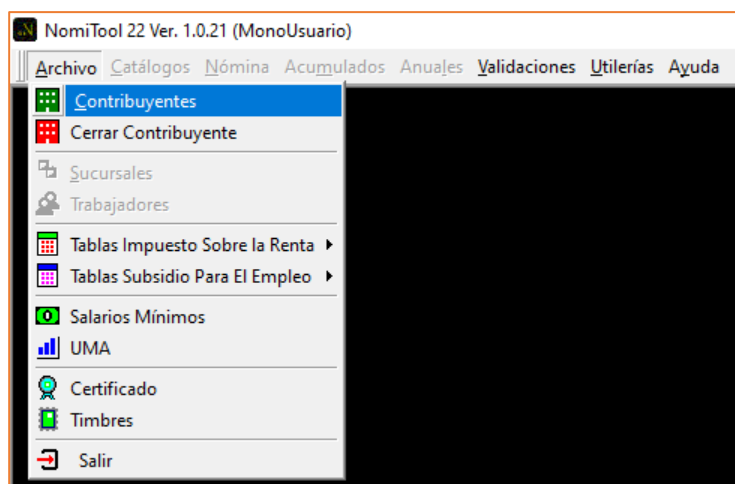 NomiTool 22 Ver. 1.0.21 (MonoUsuario)
Archivo Catálogos Nómina Acumulados Anuales Validaciones Utilerías Ayuda
Contribuyentes
Cerrar Contribuyente
Sucursales
Trabajadores
Tablas Impuesto Sobre la Renta
Tablas Subsidio Para El Empleo
Salarios Mínimos
UMA
Certificado
Timbres
Salir